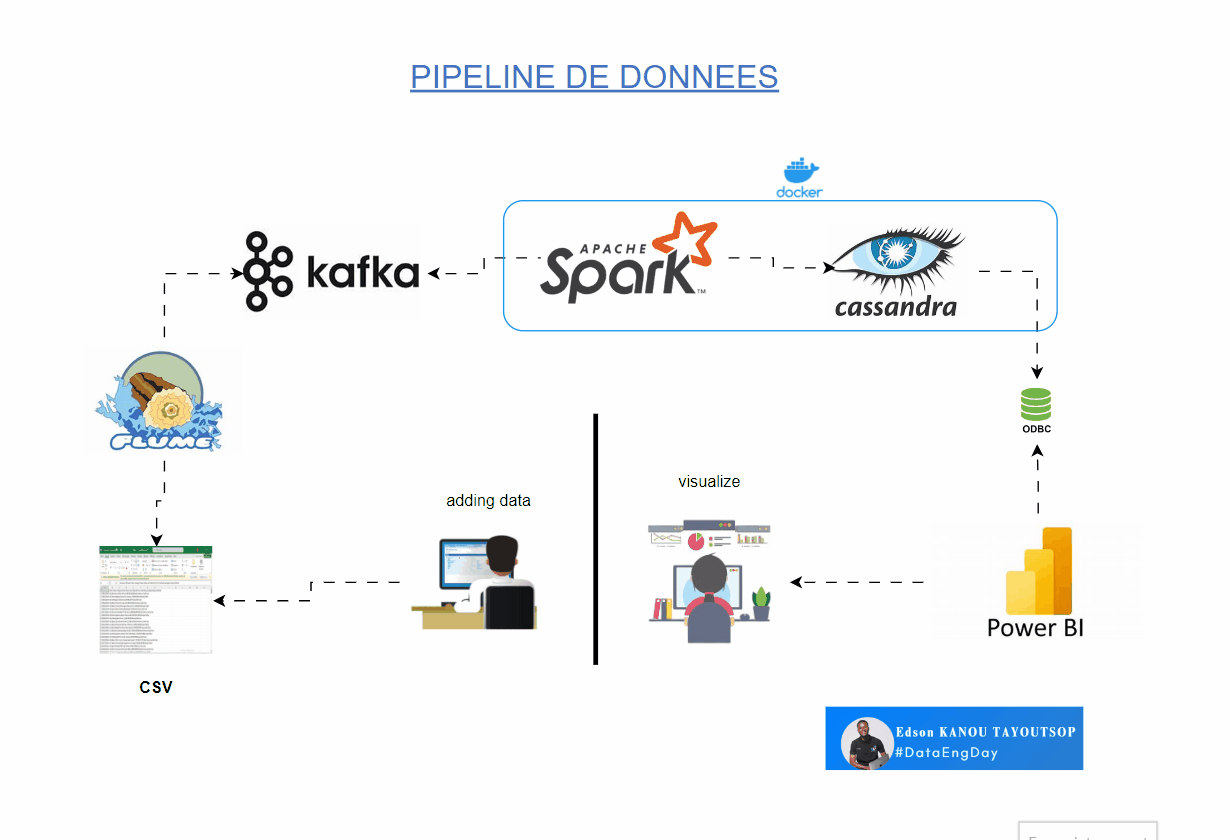 PIPELINE DE DONNEES
docker
kafka
APACHE
Spark™
cassandra
FLUME
ODBC
adding data
visualize
Power BI
CSV
Edson KANOU TAYOUTSOP
#DataEngDay